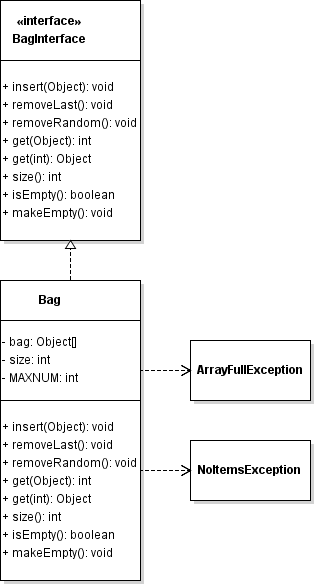 «interface»
BagInterface
+ insert(Object): void
+ removeLast(): void
+ removeRandom(): void
+ get(Object): int
+ get(int): Object
+ size(): int
+ isEmpty(): boolean
+ makeEmpty(): void
Bag
- bag: Object[]
- size: int
- MAXNUM: int
+ insert(Object): void
+ removeLast(): void
+ removeRandom(): void
+ get(Object): int
+ get(int): Object
+ size(): int
+ isEmpty(): boolean
+ makeEmpty(): void
ArrayFullException
NoItemsException